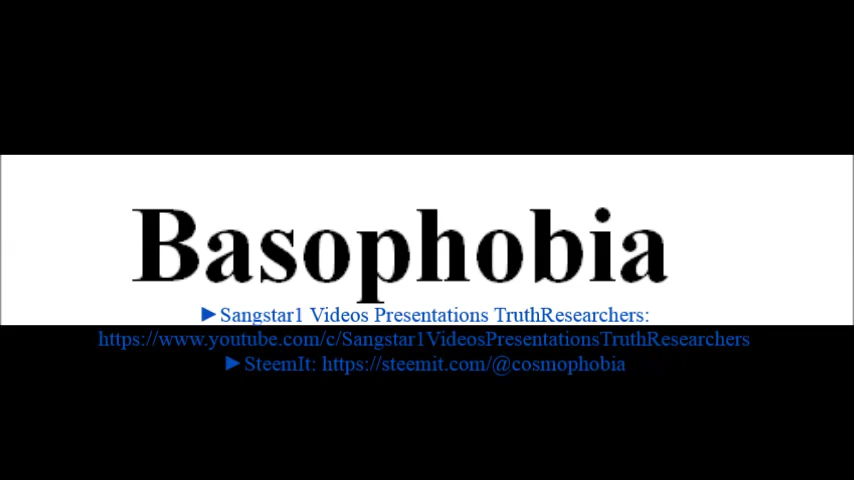 Basophobia
►Sangstar1 Videos Presentations TruthResearchers:
https://www.youtube.com/c/Sangstar1VideosPresentationsTruthResearchers
►SteemIt: https://steemit.com/@cosmophobia